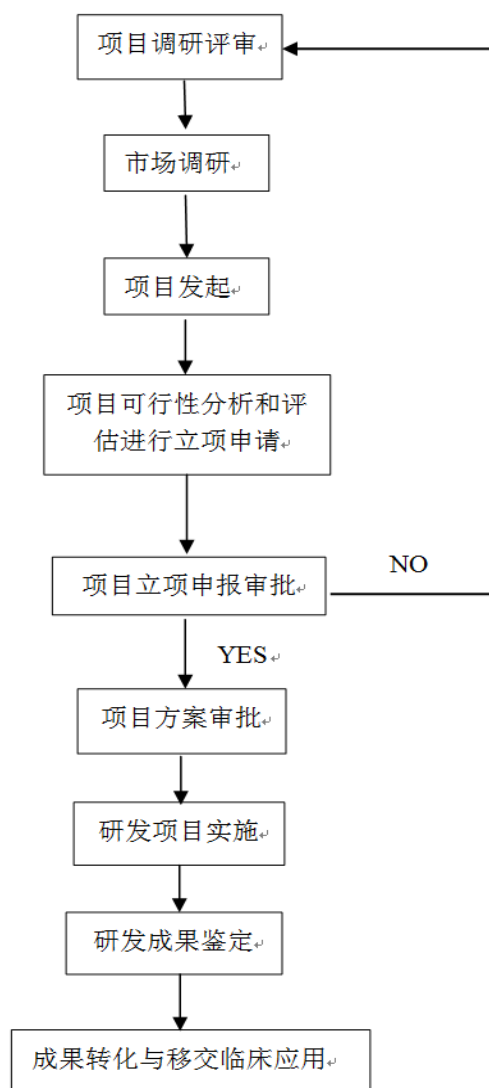 项目调研评审
市场调研
项目发起
项目可行性分析和评
估进行立项申请
项目立项申报审批
NO
YES
项目方案审批
研发项目实施
研发成果鉴定
成果转化与移交临床应用